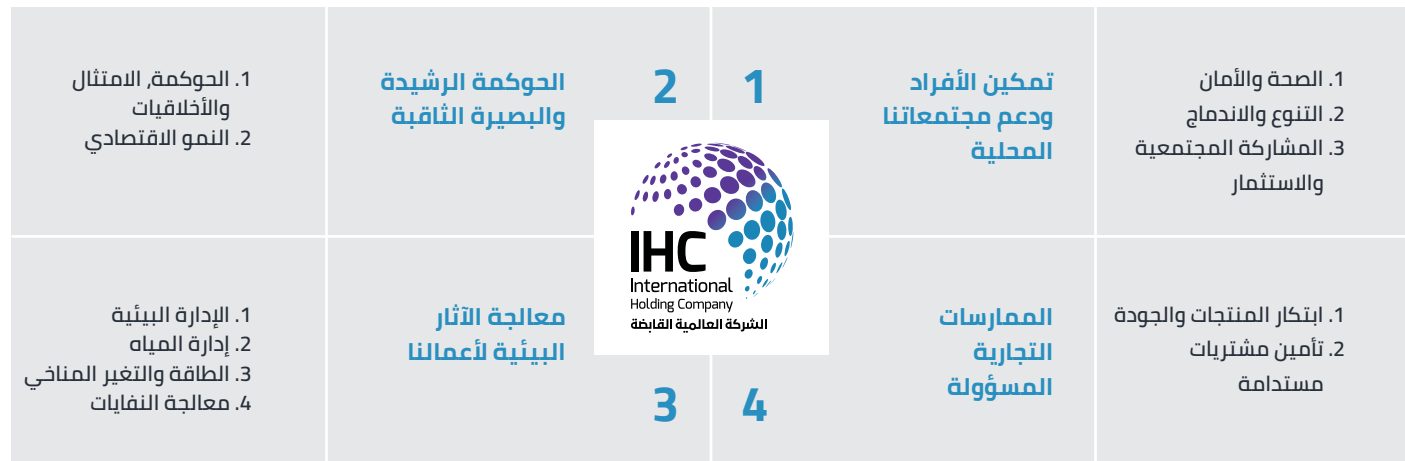 1
تمكين الأفراد
ودعم مجتمعاتنا
المحلية
1. الصحة والأمان
2. التنوع والاندماج
3. المشاركة المجتمعية
والاستثمار
2
الحوكمة الرشيدة
والبصيرة الثاقبة
1. الحوكمة, الامتثال
والأخلاقيات
2. النمو الاقتصادي
IHC
International
Holding Company
الشركة العالمية القابضة
3
معالجة الآثار
البيئية لأعمالنا
1. الإدارة البيئية
2. إدارة المياه
3. الطاقة والتغير المناخي
4. معالجة النفايات
4
الممارسات
التجارية
المسؤولة
1. ابتكار المنتجات والجودة
2. تأمين مشتريات
مستدامة